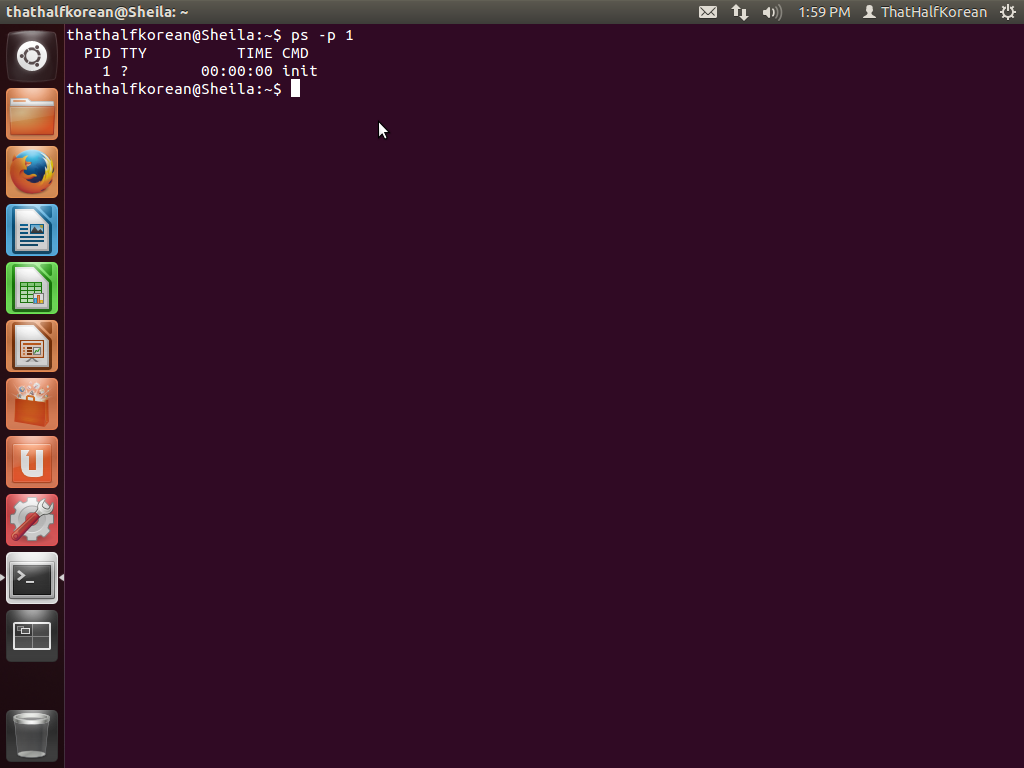 thathalfkorean@Sheila: ~
1:59 PM
ThatHalfKorean
thathalfkorean@Sheila:~$ ps -p 1
  PID TTY          TIME CMD
    1 ?        00:00:00 init
thathalfkorean@Sheila:~$